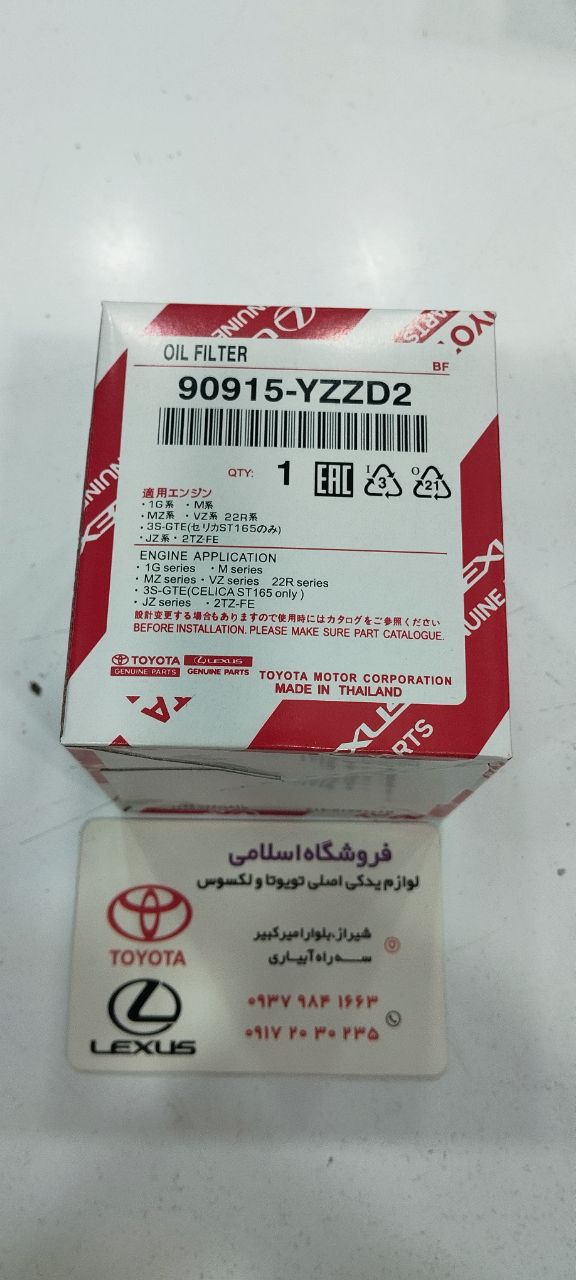 OIL FILTER
BF
90915-YZZD2
QTY: 1 EAC 3 21
適用エンジン
・1G系 ・M系
・MZ系 ・VZ系 22R系
・3S-GTE(セリカST165のみ)
・JZ系・2TZ-FE
ENGINE APPLICATION
・1G series ・M series
・MZ series・VZ series 22R series
・3S-GTE(CELICA ST165 only )
・JZ series ・2TZ-FE
設計変更する場合もありますので使用時にはカタログをご参照ください
BEFORE INSTALLATION. PLEASE MAKE SURE PART CATALOGUE.
TOYOTA LEXUS
GENUINE PARTS GENUINE PARTS
TOYOTA MOTOR CORPORATION
MADE IN THAILAND
PARTS
فروشگاه اسلامی
لوازم یدکی اصلی تویوتا و لکسوس
شیراز،بلوار امیرکبیر
سه راه آبیاری
TOYOTA
۰۹۳۷ ۹۸۴ ۱۶۶۳
۰۹۱۷ ۲۰ ۳۰ ۲۳۵
LEXUS